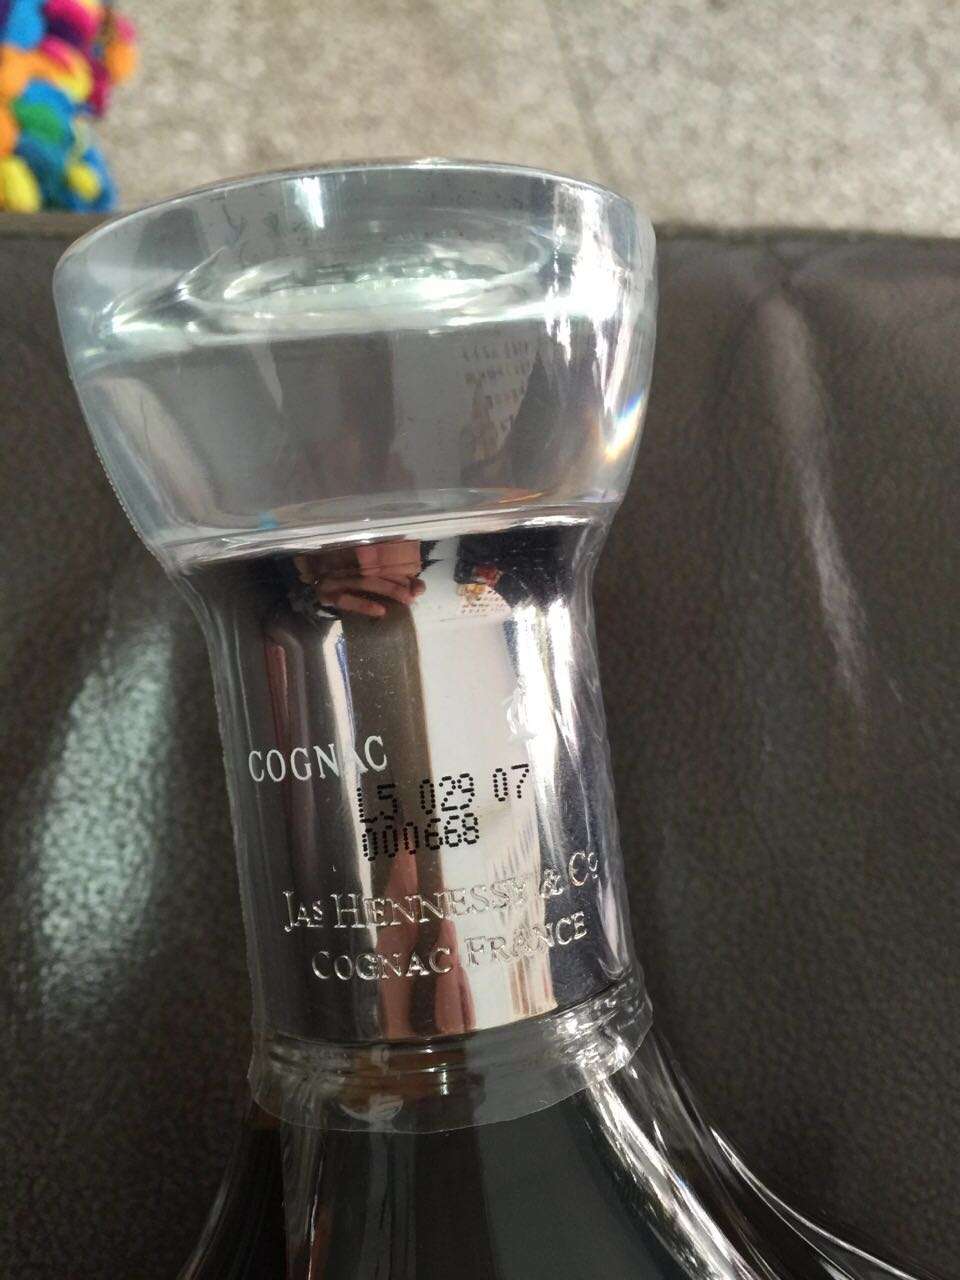 COGNAC
L5 029 07
000668
JAS HENNESSY & Co
COGNAC FRANCE